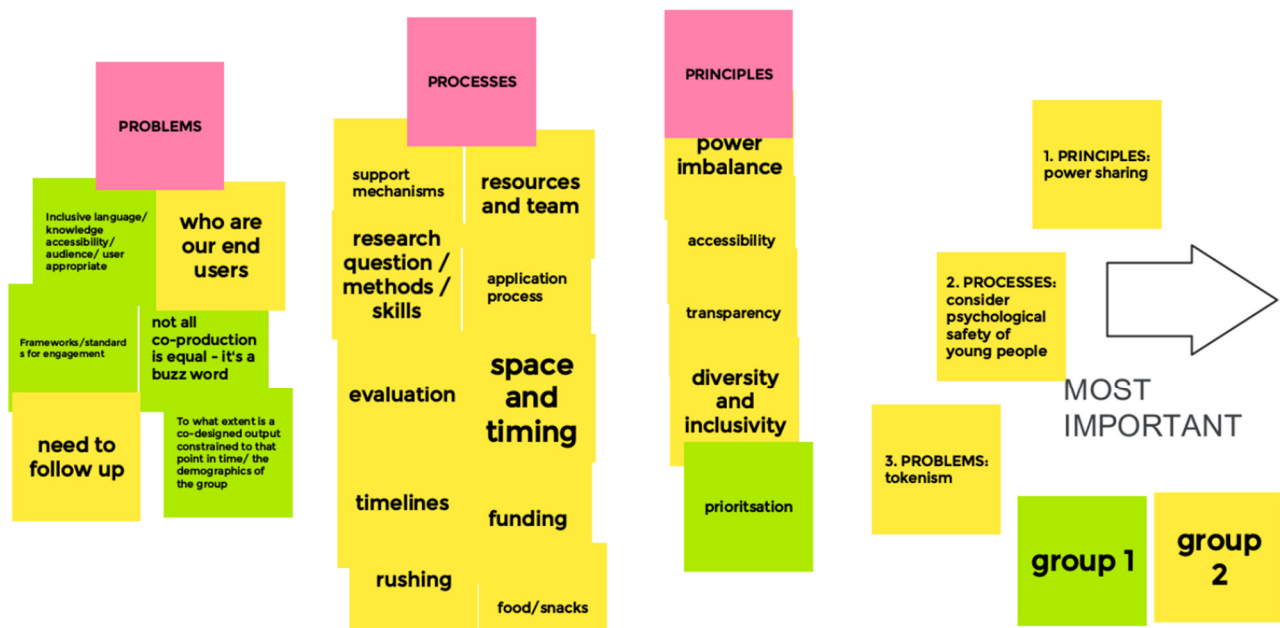 PROBLEMS
Inclusive language/
knowledge
accessibility/
audience/ user
appropriate
who are
our end
users
Frameworks/standard
s for engagement
not all
co-production
is equal - it's a
buzz word
need to
follow up
To what extent is a
co-designed output
constrained to that
point in time/ the
demographics of
the group
PROCESSES
support
mechanisms
resources
and team
research
question /
methods /
skills
application
process
evaluation
space
and
timing
timelines
funding
rushing
food/snacks
PRINCIPLES
power
imbalance
accessibility
transparency
diversity
and
inclusivity
prioritsation
1. PRINCIPLES:
power sharing
2. PROCESSES:
consider
psychological
safety of
young people
MOST
IMPORTANT
3. PROBLEMS:
tokenism
group 1
group
2